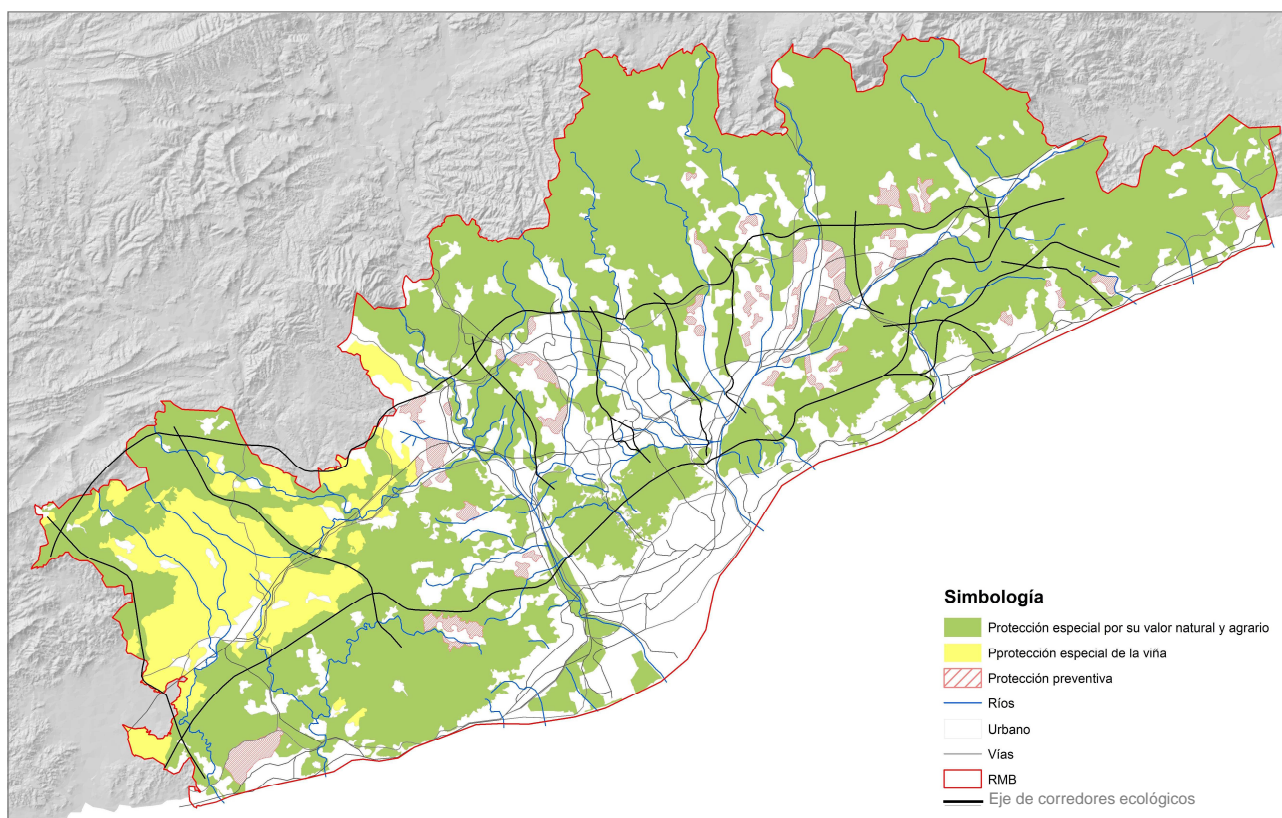 Simbología
Protección especial por su valor natural y agrario
Pprotección especial de la viña
Protección preventiva
Ríos
Urbano
Vías
RMB
Eje de corredores ecológicos